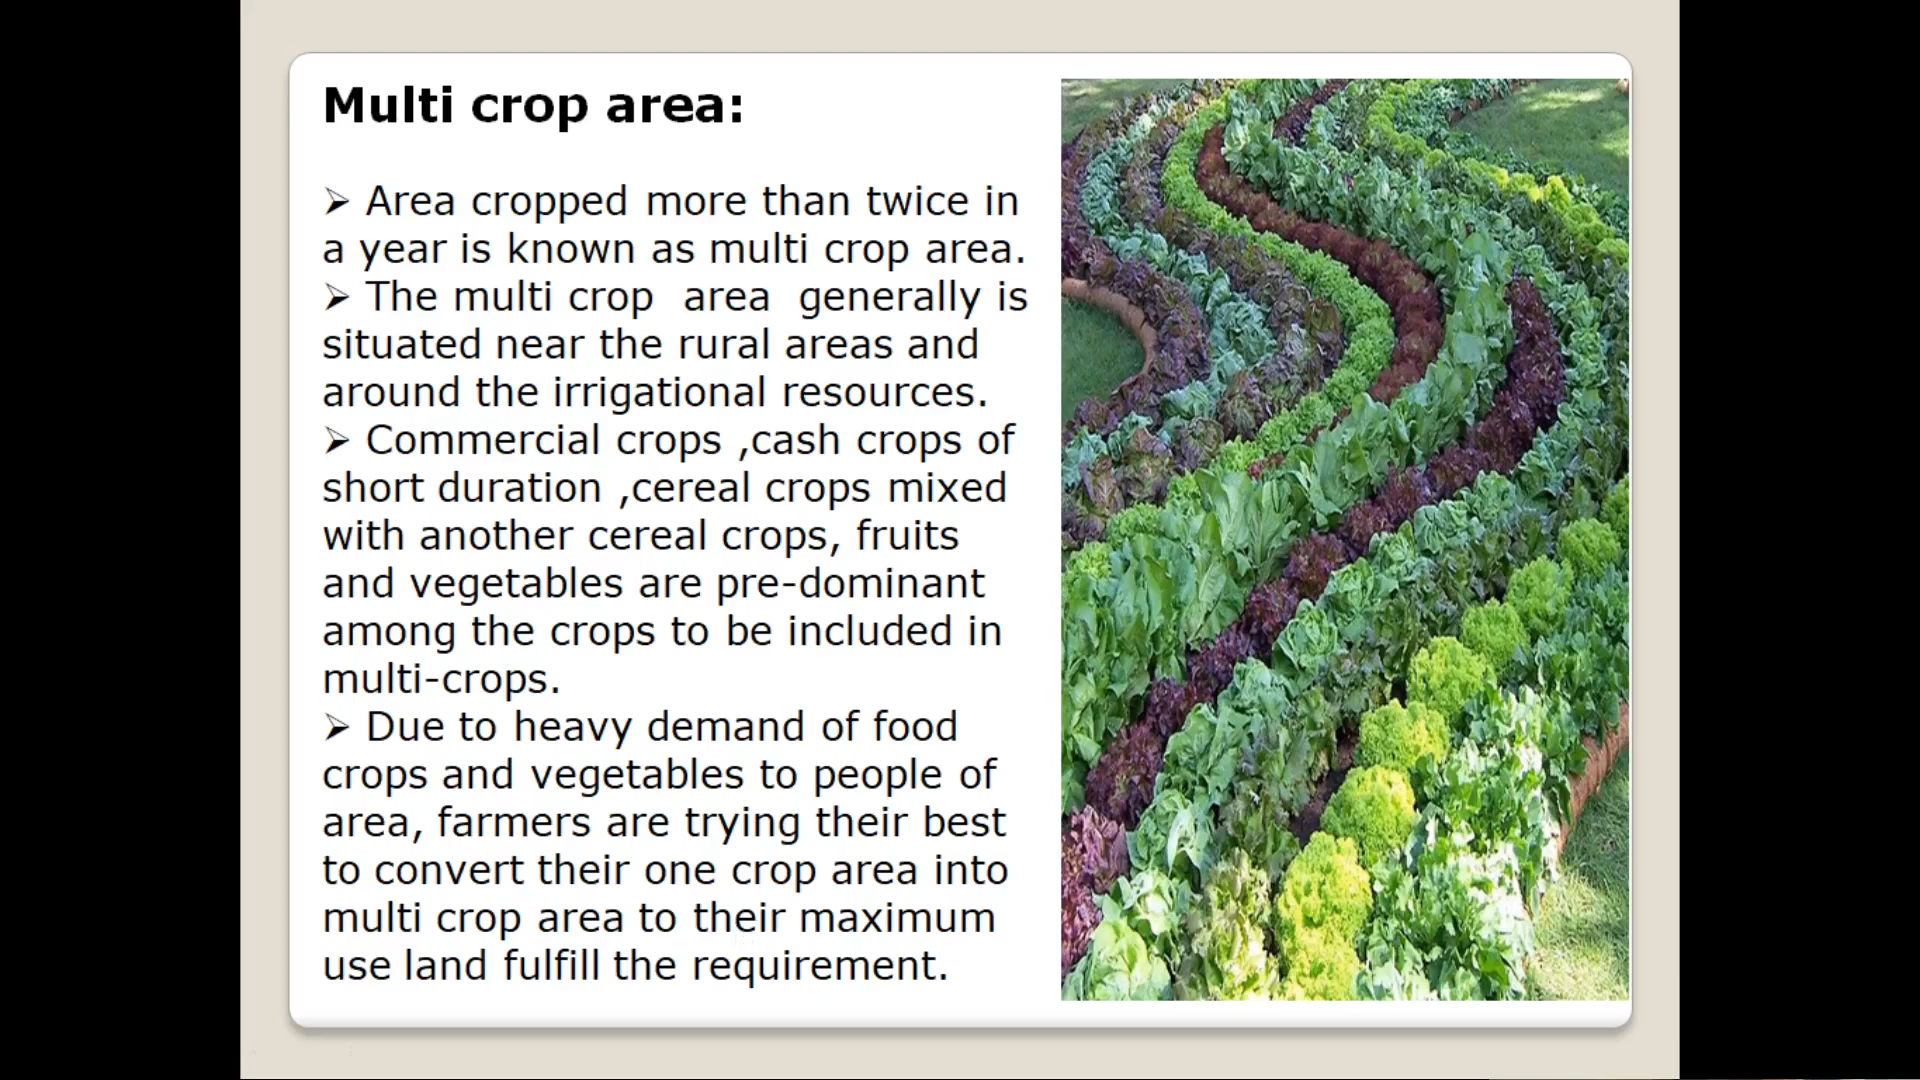 Multi crop area:
➢ Area cropped more than twice in
a year is known as multi crop area.
➢ The multi crop  area  generally is
situated near the rural areas and
around the irrigational resources.
➢ Commercial crops ,cash crops of
short duration ,cereal crops mixed
with another cereal crops, fruits
and vegetables are pre-dominant
among the crops to be included in
multi-crops.
➢ Due to heavy demand of food
crops and vegetables to people of
area, farmers are trying their best
to convert their one crop area into
multi crop area to their maximum
use land fulfill the requirement.